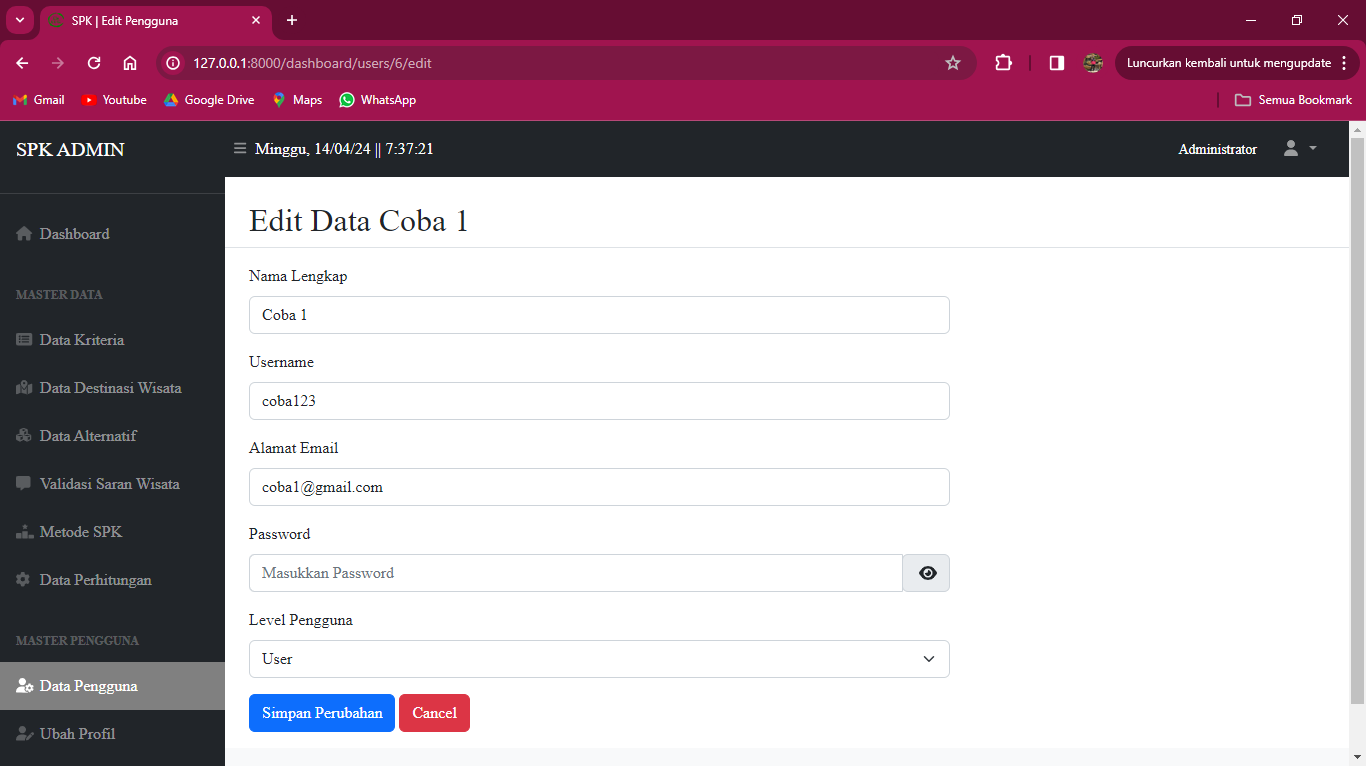 SPK | Edit Pengguna
127.0.0.1:8000/dashboard/users/6/edit
Luncurkan kembali untuk mengupdate
Gmail Youtube Google Drive Maps WhatsApp Semua Bookmark
SPK ADMIN
Minggu, 14/04/24 || 7:37:21
Administrator
Dashboard
MASTER DATA
Data Kriteria
Data Destinasi Wisata
Data Alternatif
Validasi Saran Wisata
Metode SPK
Data Perhitungan
MASTER PENGGUNA
Data Pengguna
Ubah Profil
Edit Data Coba 1
Nama Lengkap
Coba 1
Username
coba123
Alamat Email
coba1@gmail.com
Password
Masukkan Password
Level Pengguna
User
Simpan Perubahan Cancel